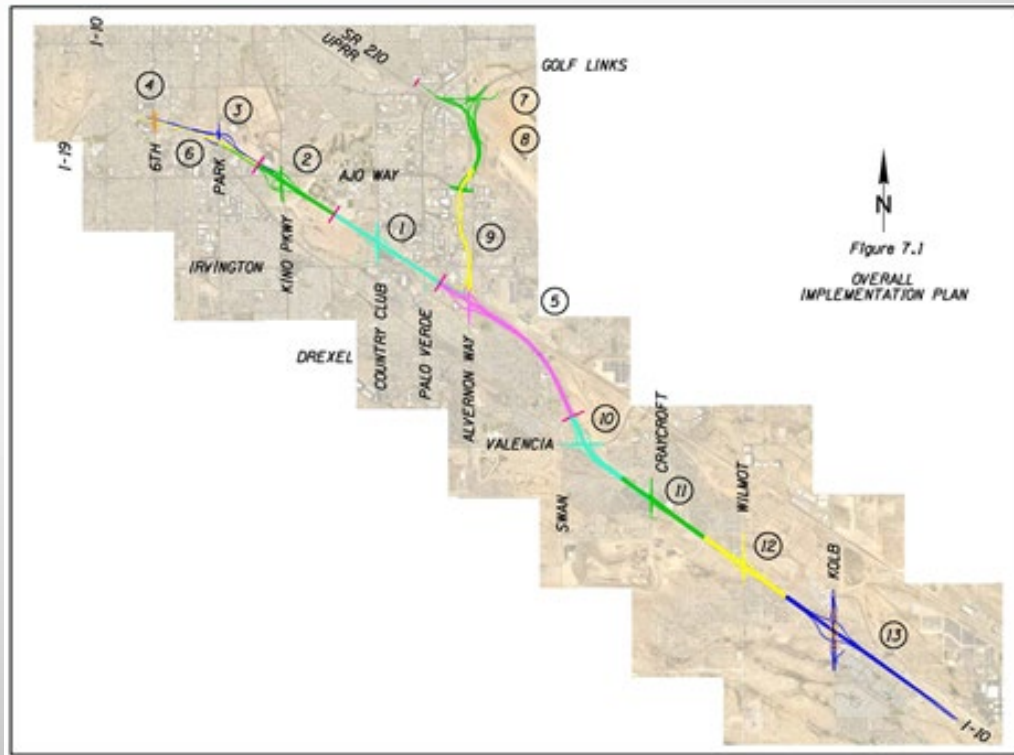 I-10
SR 210
UPRR
GOLF LINKS
4
3
7
8
I-19
6TH
6
PARK
2
AJO WAY
N
Figure 7.1
OVERALL
IMPLEMENTATION PLAN
1
9
IRVINGTON
KINO PKWY
5
DREXEL
COUNTRY CLUB
PALO VERDE
ALVERNON WAY
10
VALENCIA
CRAYCROFT
SWAN
11
WILMOT
12
KOLB
13
I-10